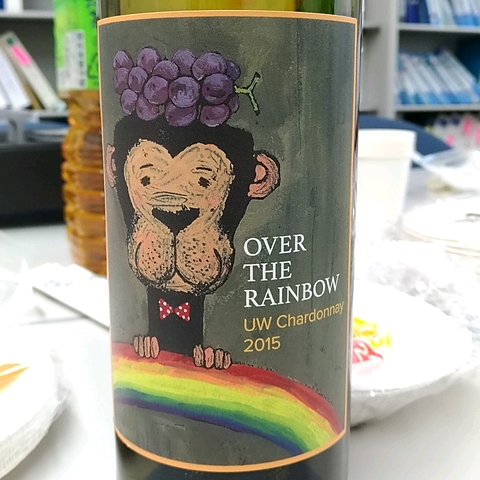 OVER
THE
RAINBOW
UW Chardonnay
2015